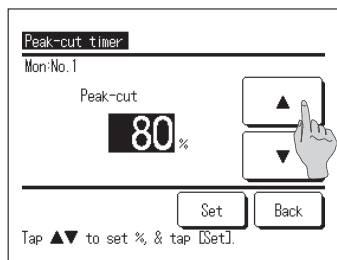 Peak-cut timer
Mon:No.1
Peak-cut
80 %
▲
▼
Set
Back
Tap ▲▼ to set %, & tap [Set].